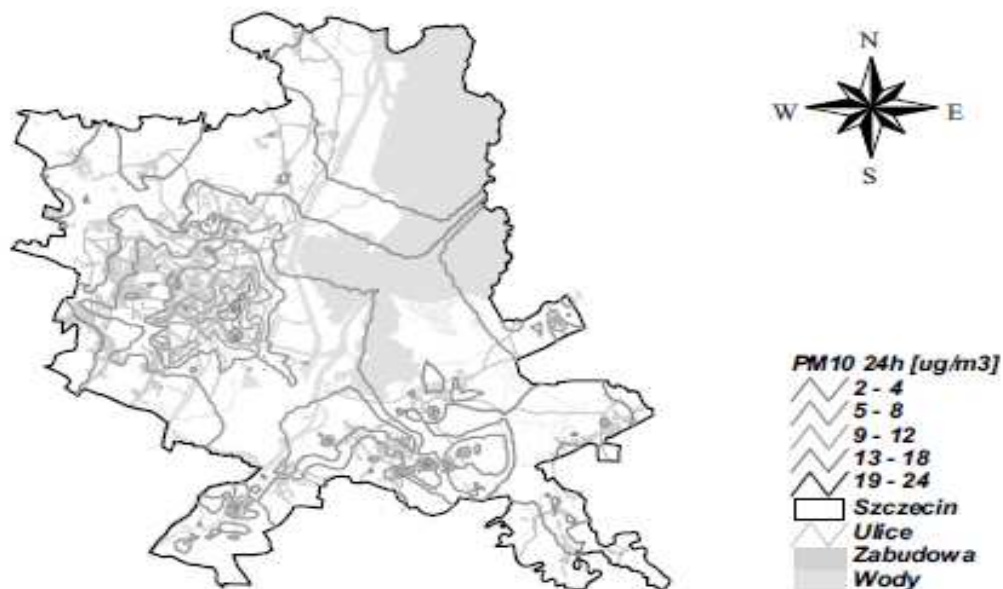 N
W E
S
PM10 24h [ug/m3]
2 - 4
5 - 8
9 - 12
13 - 18
19 - 24
Szczecin
Ulice
Zabudowa
Wody